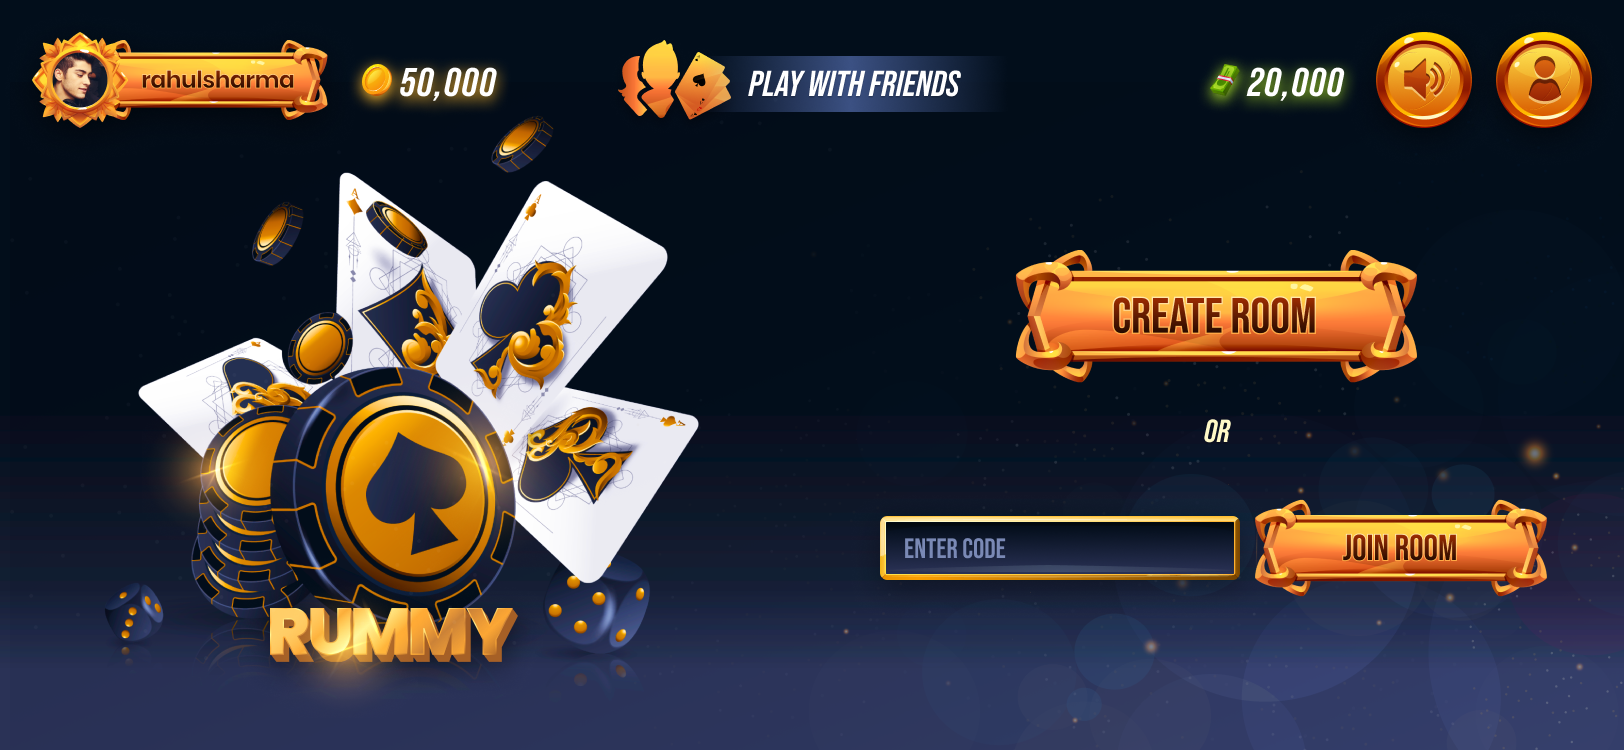 rahulsharma
50,000
PLAY WITH FRIENDS
20,000
A
A
A
CREATE ROOM
OR
ENTER CODE
JOIN ROOM
RUMMY